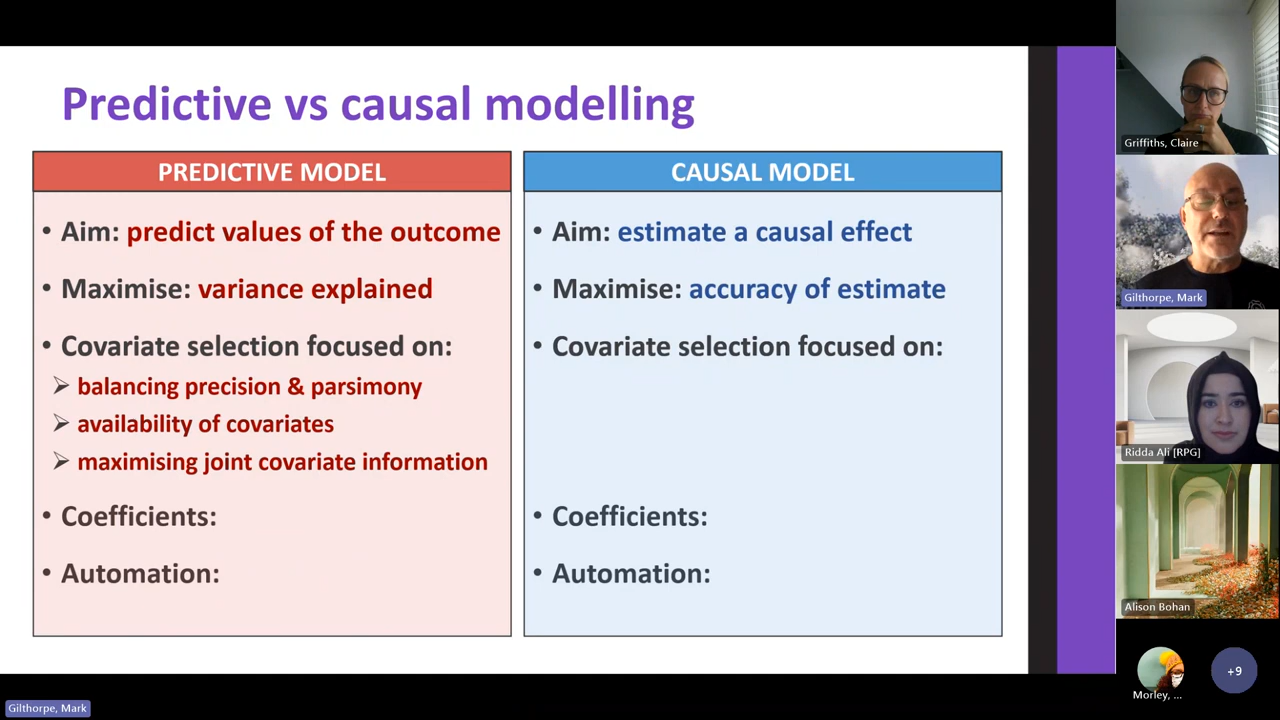 Predictive vs causal modelling
PREDICTIVE MODEL
• Aim: predict values of the outcome
• Maximise: variance explained
• Covariate selection focused on:
➢ balancing precision & parsimony
➢ availability of covariates
➢ maximising joint covariate information
• Coefficients:
• Automation:
CAUSAL MODEL
• Aim: estimate a causal effect
• Maximise: accuracy of estimate
• Covariate selection focused on:
• Coefficients:
• Automation:
Griffiths, Claire
Gilthorpe, Mark
Ridda Ali [RPG]
Alison Bohan
Morley, ...
+9
Gilthorpe, Mark